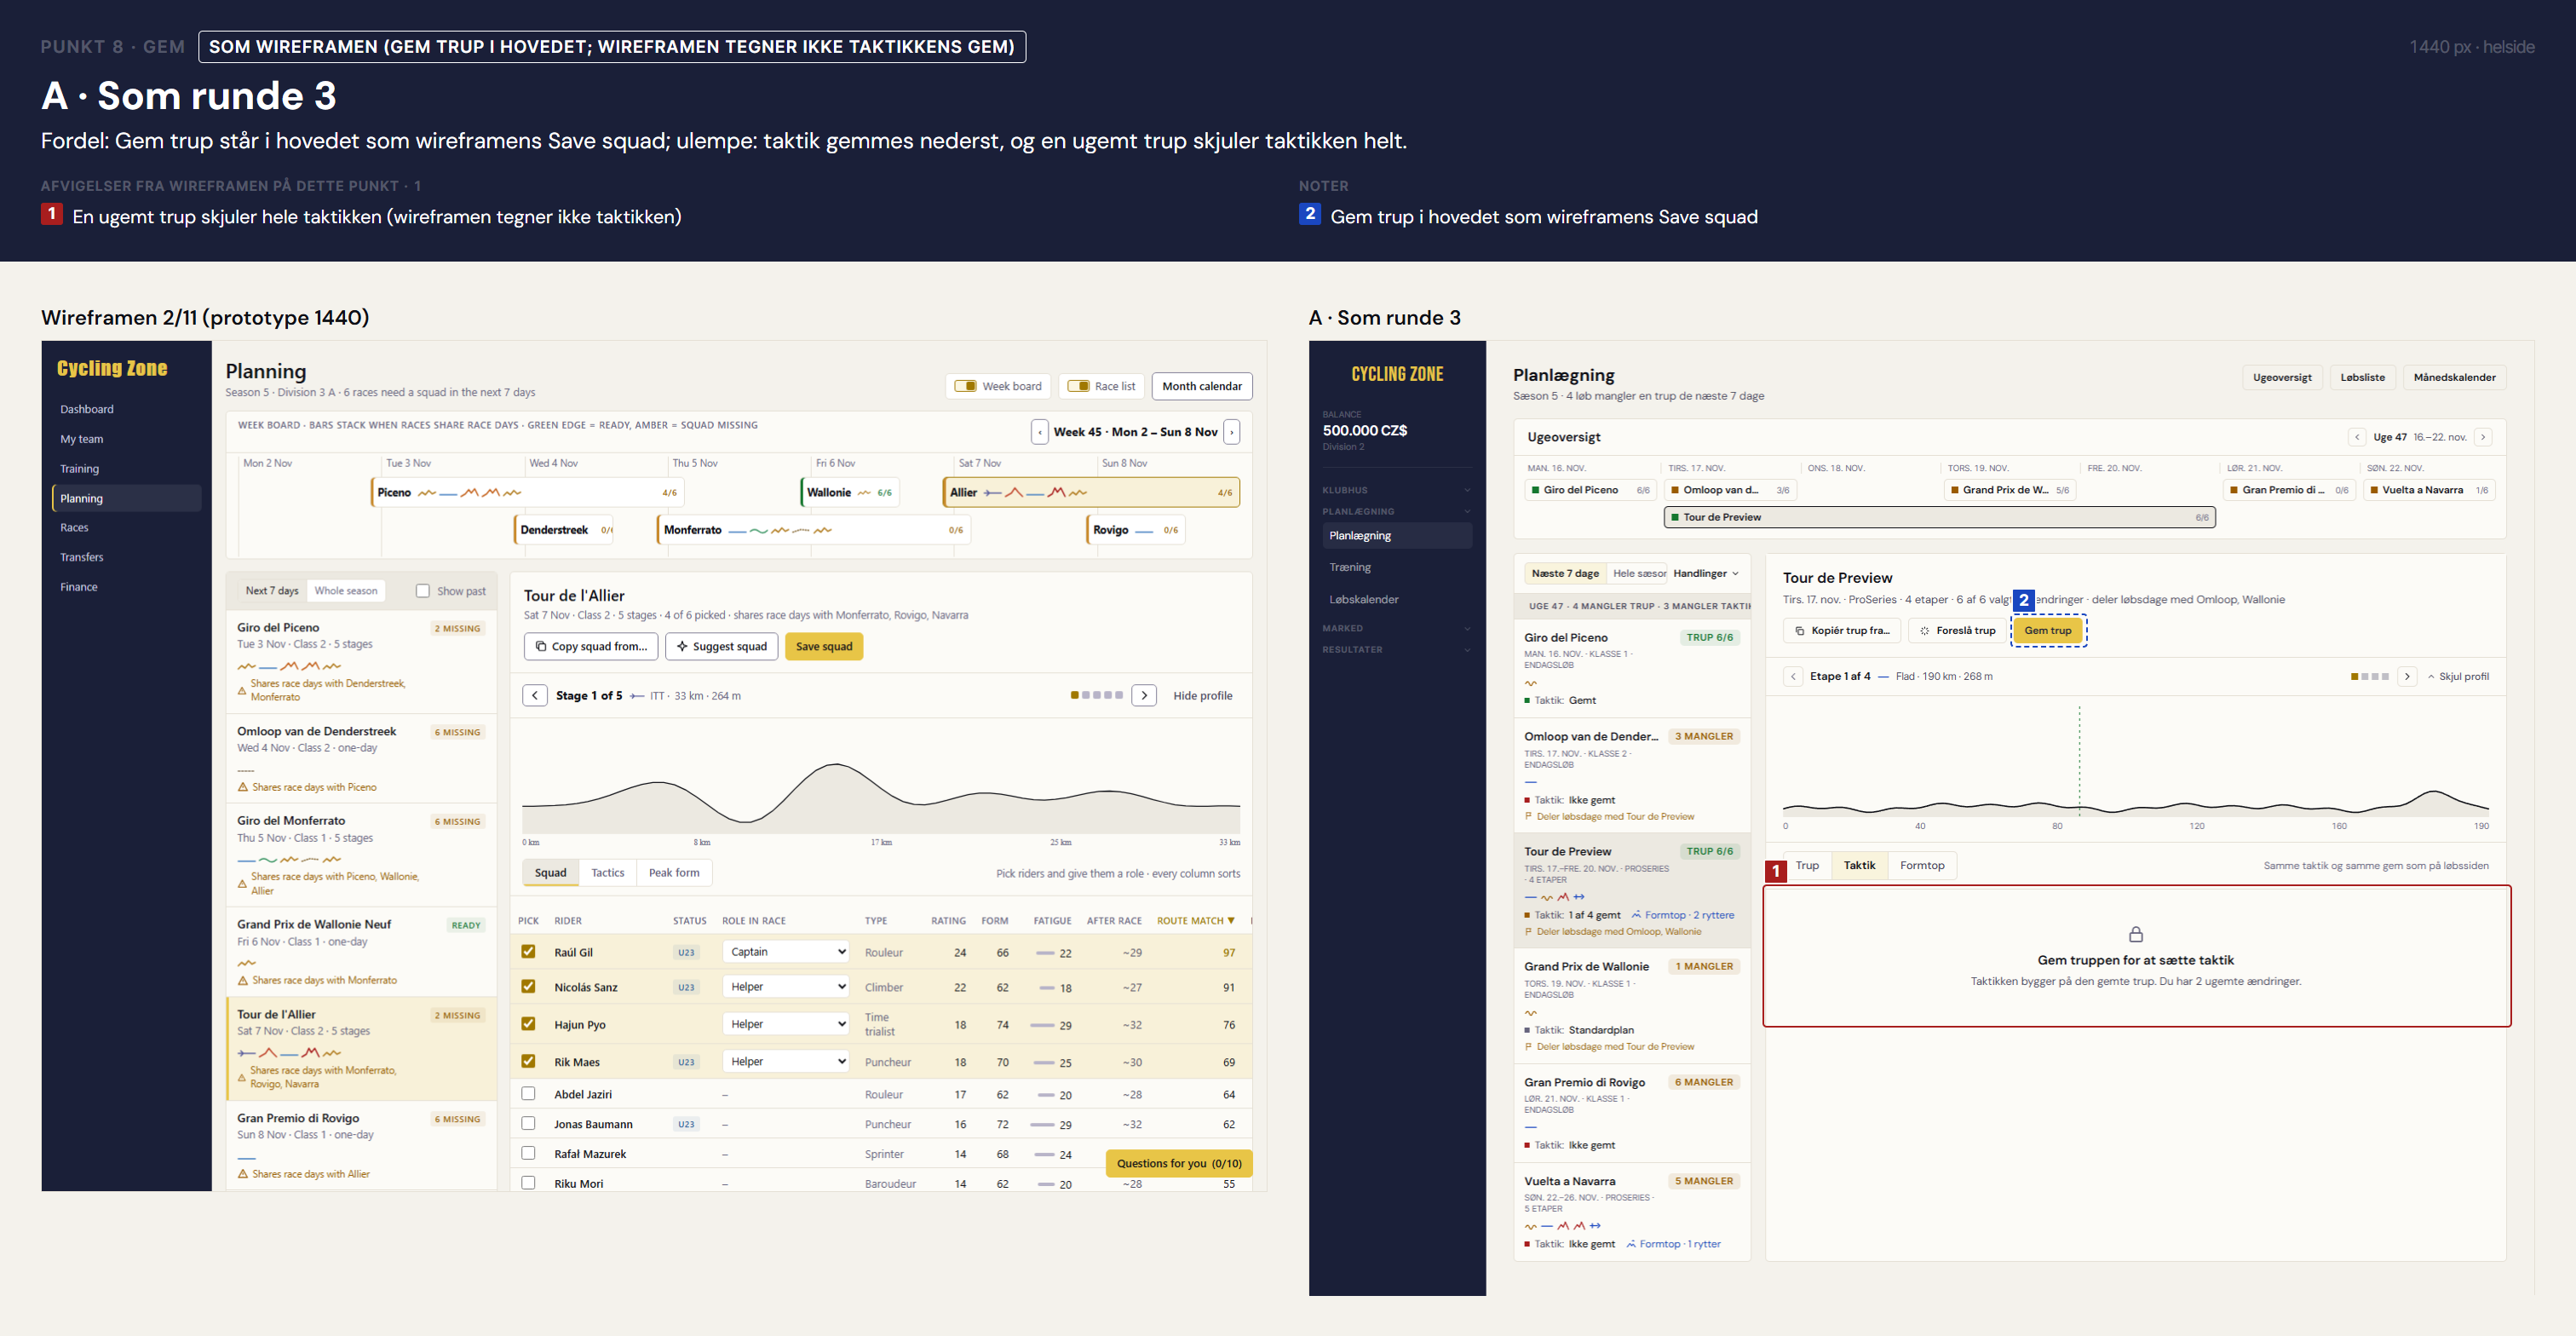 PUNKT 8 · GEM SOM WIREFRAMEN (GEM TRUP I HOVEDET; WIREFRAMEN TEGNER IKKE TAKTIKKENS GEM) 1440 px · helside
A · Som runde 3
Fordel: Gem trup står i hovedet som wireframens Save squad; ulempe: taktik gemmes nederst, og en ugemt trup skjuler taktikken helt.
AFVIGELSER FRA WIREFRAMEN PÅ DETTE PUNKT · 1
1 En ugemt trup skjuler hele taktikken (wireframen tegner ikke taktikken)
NOTER
2 Gem trup i hovedet som wireframens Save squad
Wireframen 2/11 (prototype 1440)
Cycling Zone
Dashboard
My team
Training
Planning
Races
Transfers
Finance
Planning
Season 5 · Division 3 A · 6 races need a squad in the next 7 days
Week board
Race list
Month calendar
WEEK BOARD · BARS STACK WHEN RACES SHARE RACE DAYS · GREEN EDGE = READY, AMBER = SQUAD MISSING
‹ Week 45 · Mon 2 – Sun 8 Nov ›
Mon 2 Nov Tue 3 Nov Wed 4 Nov Thu 5 Nov Fri 6 Nov Sat 7 Nov Sun 8 Nov
Piceno 4/6 Wallonie 6/6 Allier 4/6
Denderstreek 0/6 Monferrato 0/6 Rovigo 0/6
Next 7 days Whole season Show past
Giro del Piceno 2 MISSING
Tue 3 Nov · Class 2 · 5 stages
Shares race days with Denderstreek,
Monferrato
Omloop van de Denderstreek 6 MISSING
Wed 4 Nov · Class 2 · one-day
Shares race days with Piceno
Giro del Monferrato 6 MISSING
Thu 5 Nov · Class 1 · 5 stages
Shares race days with Piceno, Wallonie,
Allier
Grand Prix de Wallonie Neuf READY
Fri 6 Nov · Class 1 · one-day
Shares race days with Monferrato
Tour de l'Allier 2 MISSING
Sat 7 Nov · Class 2 · 5 stages
Shares race days with Monferrato,
Rovigo, Navarra
Gran Premio di Rovigo 6 MISSING
Sun 8 Nov · Class 1 · one-day
Shares race days with Allier
Tour de l'Allier
Sat 7 Nov · Class 2 · 5 stages · 4 of 6 picked · shares race days with Monferrato, Rovigo, Navarra
Copy squad from... Suggest squad Save squad
Stage 1 of 5 ITT · 33 km · 264 m Hide profile
0 km 8 km 17 km 25 km 33 km
Squad Tactics Peak form Pick riders and give them a role · every column sorts
PICK RIDER STATUS ROLE IN RACE TYPE RATING FORM FATIGUE AFTER RACE ROUTE MATCH ▼
Raúl Gil U23 Captain Rouleur 24 66 22 ~29 97
Nicolás Sanz U23 Helper Climber 22 62 18 ~27 91
Hajun Pyo Helper Time trialist 18 74 29 ~32 76
Rik Maes U23 Helper Puncheur 18 70 25 ~30 69
Abdel Jaziri – Rouleur 17 62 20 ~28 64
Jonas Baumann U23 – Puncheur 16 72 29 ~32 62
Rafał Mazurek – Sprinter 14 68 24
Riku Mori – Baroudeur 14 62 20 ~28 55
Questions for you (0/10)
A · Som runde 3
CYCLING ZONE
BALANCE
500.000 CZ$
Division 2
KLUBHUS
PLANLÆGNING
Planlægning
Træning
Løbskalender
MARKED
RESULTATER
Planlægning
Sæson 5 · 4 løb mangler en trup de næste 7 dage
Ugeoversigt Løbsliste Månedskalender
Ugeoversigt
Uge 47 16.–22. nov.
MAN. 16. NOV. TIRS. 17. NOV. ONS. 18. NOV. TORS. 19. NOV. FRE. 20. NOV. LØR. 21. NOV. SØN. 22. NOV.
Giro del Piceno 6/6 Omloop van d... 3/6 Grand Prix de W... 5/6 Gran Premio di ... 0/6 Vuelta a Navarra 1/6
Tour de Preview 6/6
Næste 7 dage Hele sæsor Handlinger
UGE 47 · 4 MANGLER TRUP · 3 MANGLER TAKTIK
Giro del Piceno TRUP 6/6
MAN. 16. NOV. · KLASSE 1 ·
ENDAGSLØB
Taktik: Gemt
Omloop van de Dender... 3 MANGLER
TIRS. 17. NOV. · KLASSE 2 ·
ENDAGSLØB
Taktik: Ikke gemt
Deler løbsdage med Tour de Preview
Tour de Preview TRUP 6/6
TIRS. 17.–FRE. 20. NOV. · PROSERIES
· 4 ETAPER
Taktik: 1 af 4 gemt Formtop · 2 ryttere
Deler løbsdage med Omloop, Wallonie
Grand Prix de Wallonie 1 MANGLER
TORS. 19. NOV. · KLASSE 1 ·
ENDAGSLØB
Taktik: Standardplan
Deler løbsdage med Tour de Preview
Gran Premio di Rovigo 6 MANGLER
LØR. 21. NOV. · KLASSE 1 ·
ENDAGSLØB
Taktik: Ikke gemt
Vuelta a Navarra 5 MANGLER
SØN. 22.–26. NOV. · PROSERIES ·
5 ETAPER
Taktik: Ikke gemt Formtop · 1 rytter
Tour de Preview
Tirs. 17. nov. · ProSeries · 4 etaper · 6 af 6 valgt 2 endringer · deler løbsdage med Omloop, Wallonie
Kopiér trup fra... Foreslå trup Gem trup
Etape 1 af 4 Flad · 190 km · 268 m Skjul profil
0 40 80 120 160 190
1
Trup Taktik Formtop Samme taktik og samme gem som på løbssiden
Gem truppen for at sætte taktik
Taktikken bygger på den gemte trup. Du har 2 ugemte ændringer.